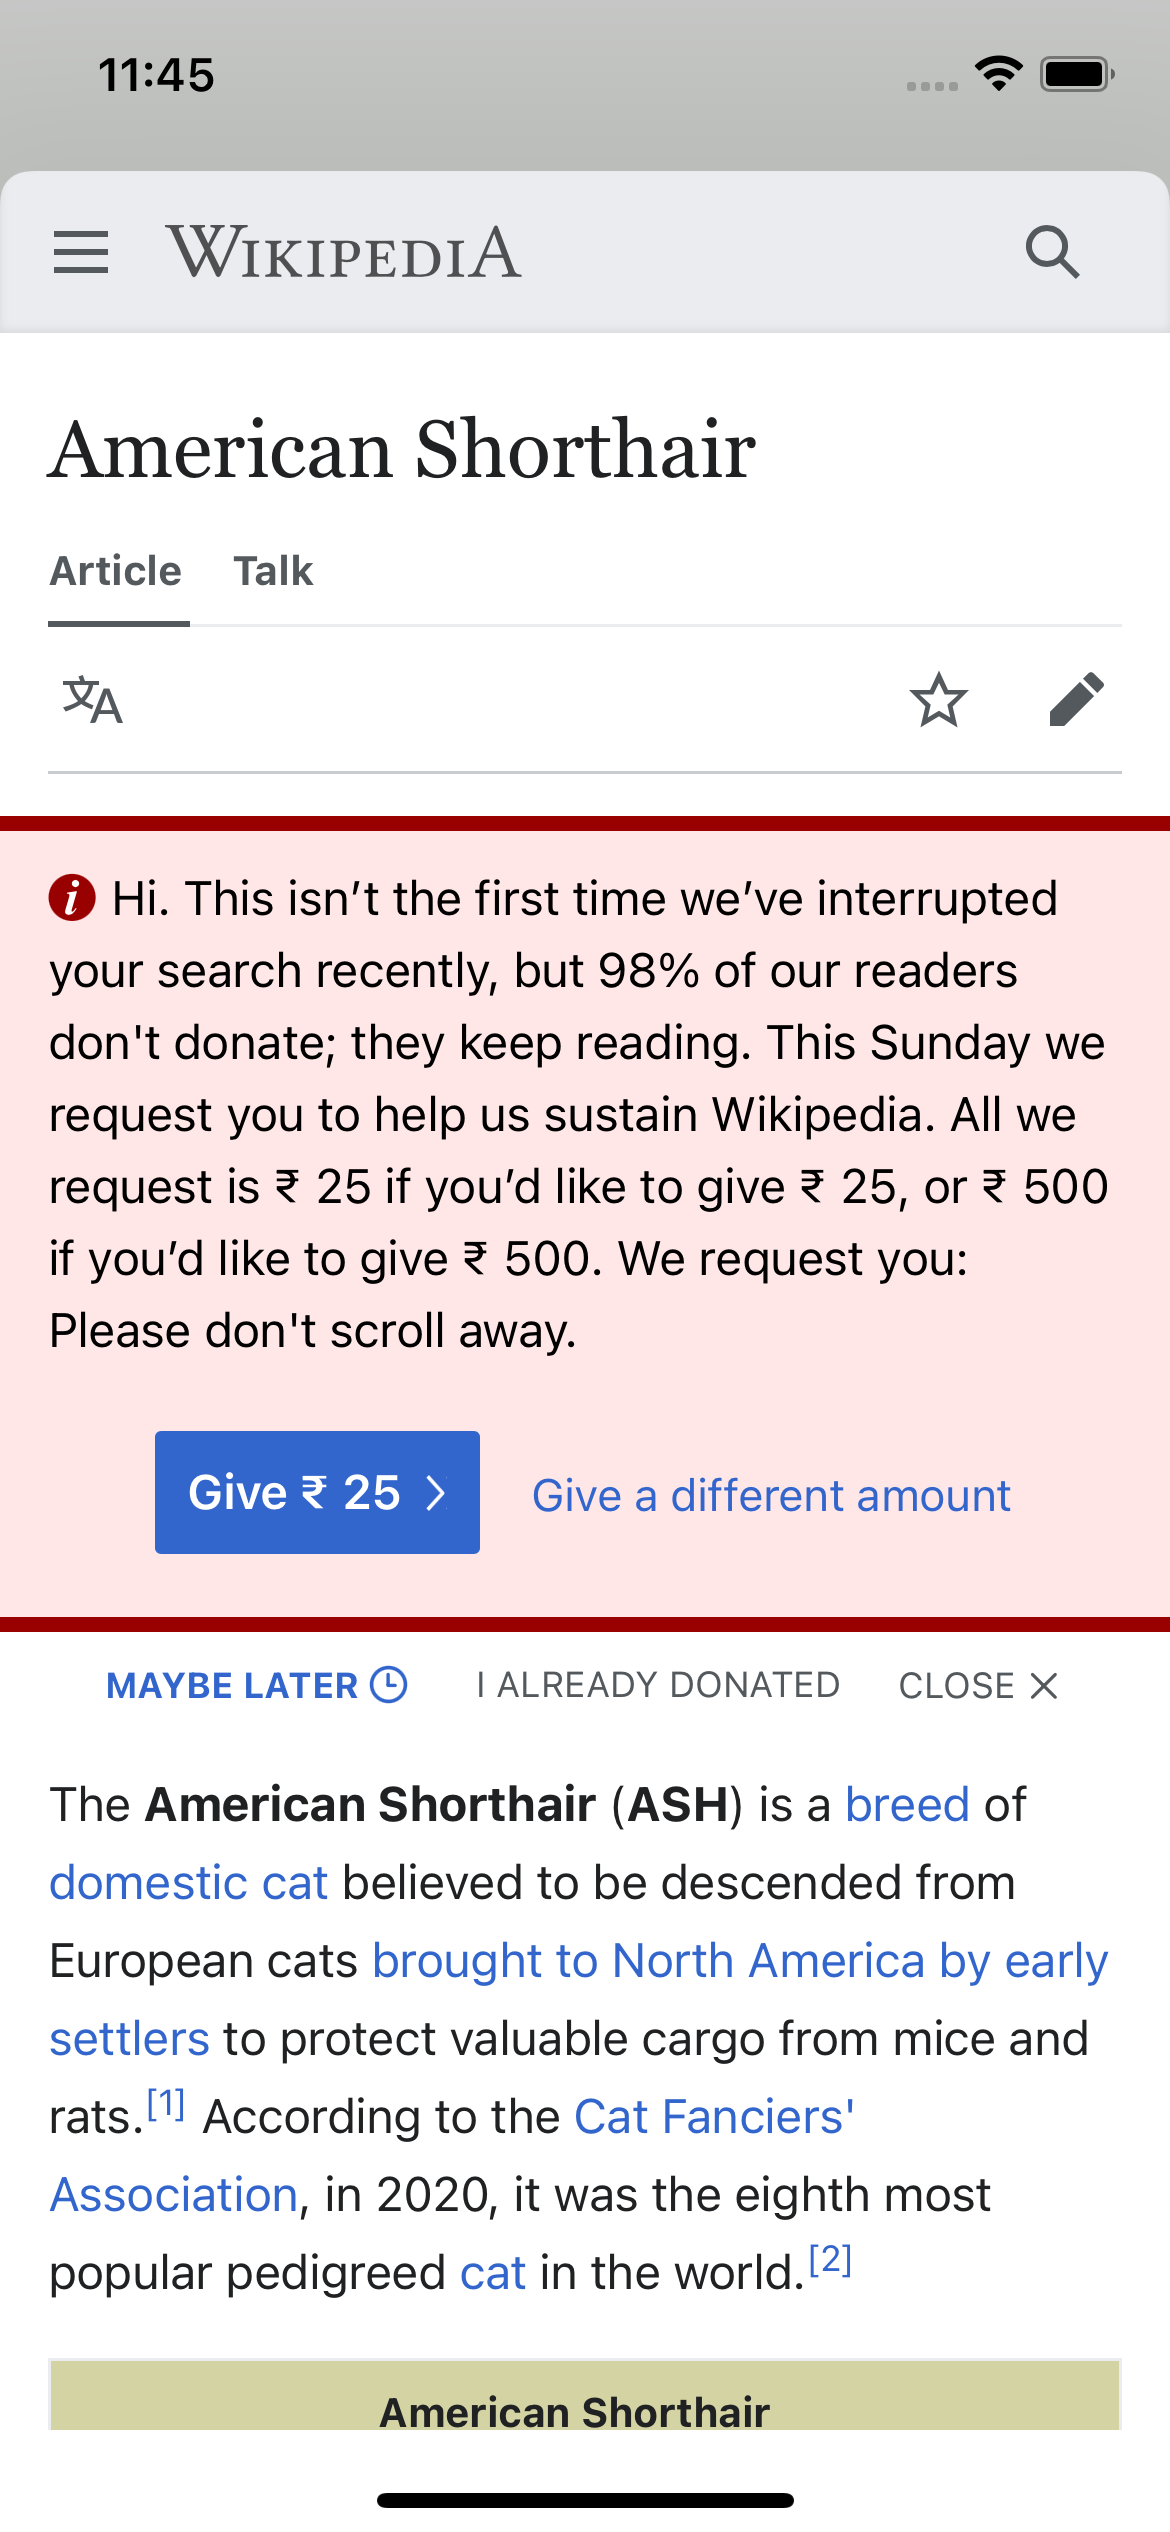 11:45
WIKIPEDIA
American Shorthair
Article Talk
文A
Hi. This isn’t the first time we’ve interrupted
your search recently, but 98% of our readers
don't donate; they keep reading. This Sunday we
request you to help us sustain Wikipedia. All we
request is ₹ 25 if you’d like to give ₹ 25, or ₹ 500
if you’d like to give ₹ 500. We request you:
Please don't scroll away.
Give ₹ 25 Give a different amount
MAYBE LATER I ALREADY DONATED CLOSE
The American Shorthair (ASH) is a breed of
domestic cat believed to be descended from
European cats brought to North America by early
settlers to protect valuable cargo from mice and
rats.[1] According to the Cat Fanciers'
Association, in 2020, it was the eighth most
popular pedigreed cat in the world.[2]
American Shorthair